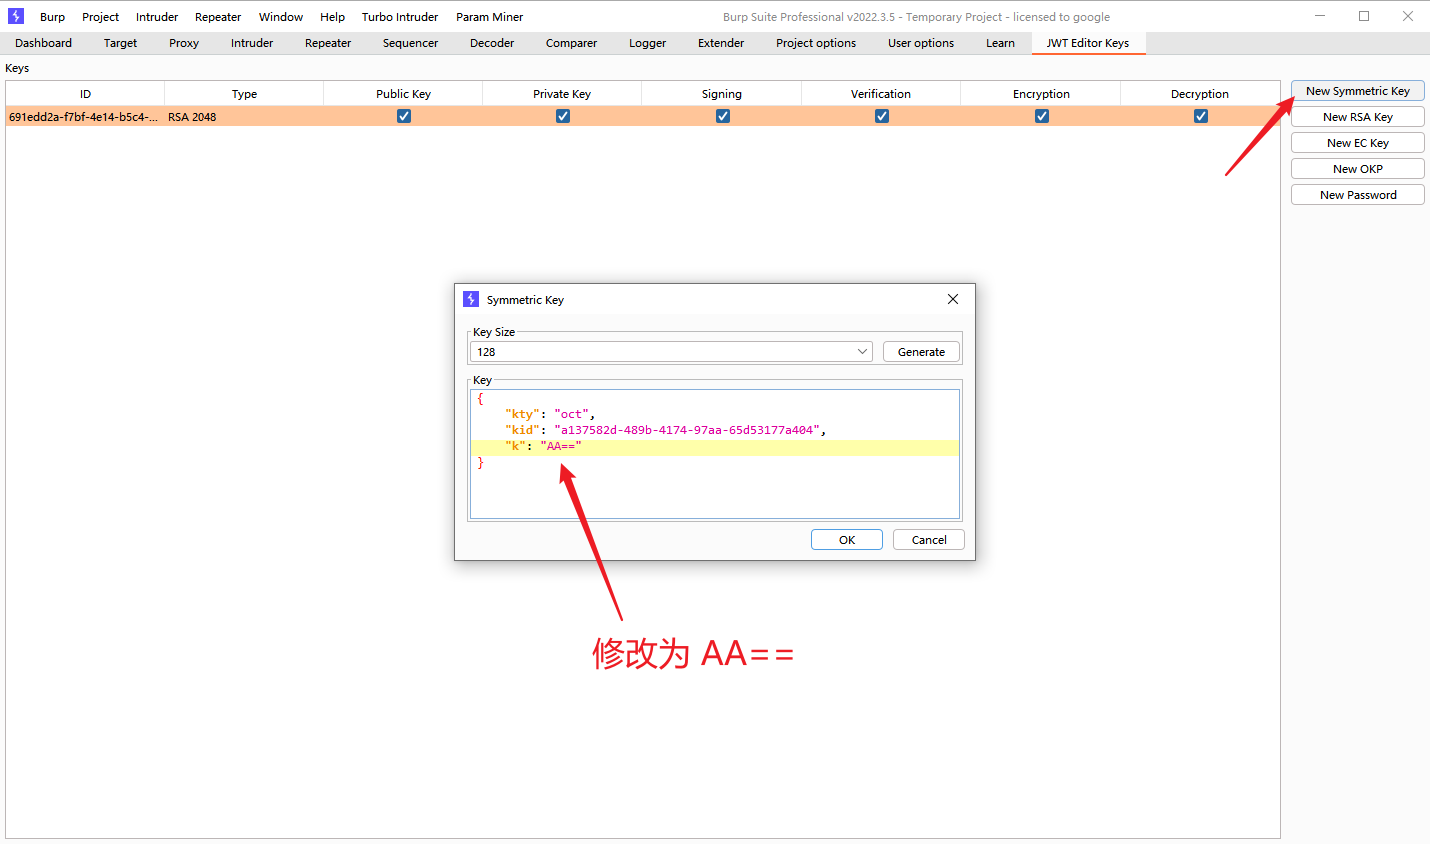 Burp Project Intruder Repeater Window Help Turbo Intruder Param Miner Burp Suite Professional v2022.3.5 - Temporary Project - licensed to google
Dashboard Target Proxy Intruder Repeater Sequencer Decoder Comparer Logger Extender Project options User options Learn JWT Editor Keys
Keys
ID Type Public Key Private Key Signing Verification Encryption Decryption
691edd2a-f7bf-4e14-b5c4-... RSA 2048
New Symmetric Key
New RSA Key
New EC Key
New OKP
New Password
Symmetric Key
Key Size
128 Generate
Key
{
"kty": "oct",
"kid": "a137582d-489b-4174-97aa-65d53177a404",
"k": "AA=="
}
OK Cancel
修改为 AA==